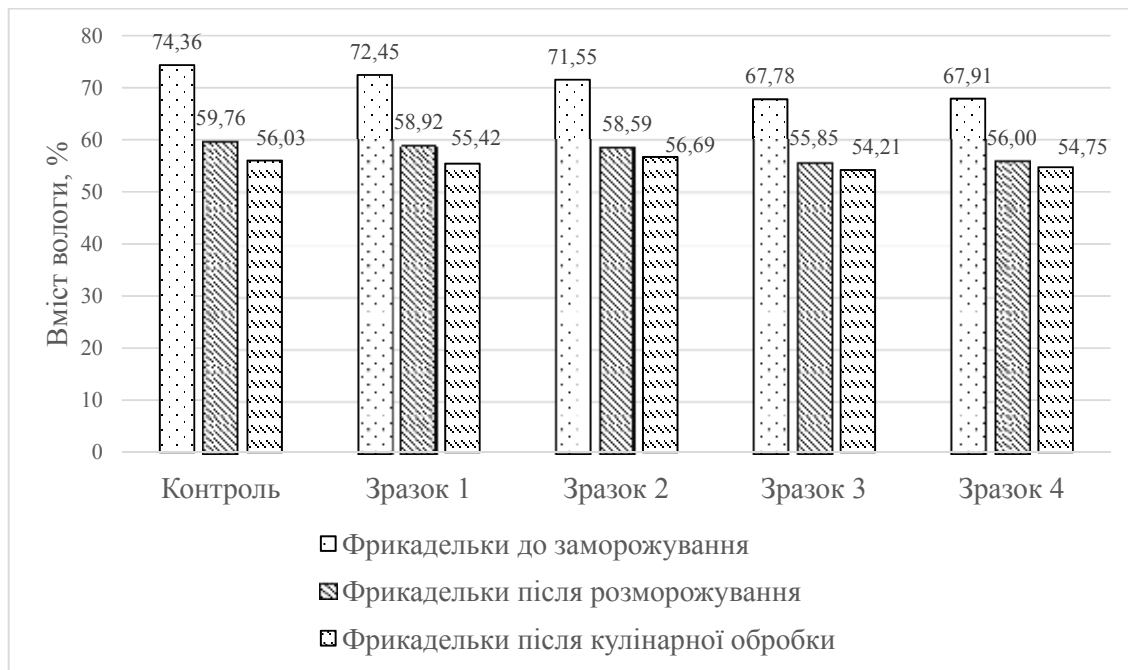 80
70
60
50
40
30
20
10
0
Вміст вологи, %
74,36
59,76
56,03
72,45
58,92
55,42
71,55
58,59
56,69
67,78
55,85
54,21
67,91
56,00
54,75
Контроль
Зразок 1
Зразок 2
Зразок 3
Зразок 4
Фрикадельки до заморожування
Фрикадельки після розморожування
Фрикадельки після кулінарної обробки